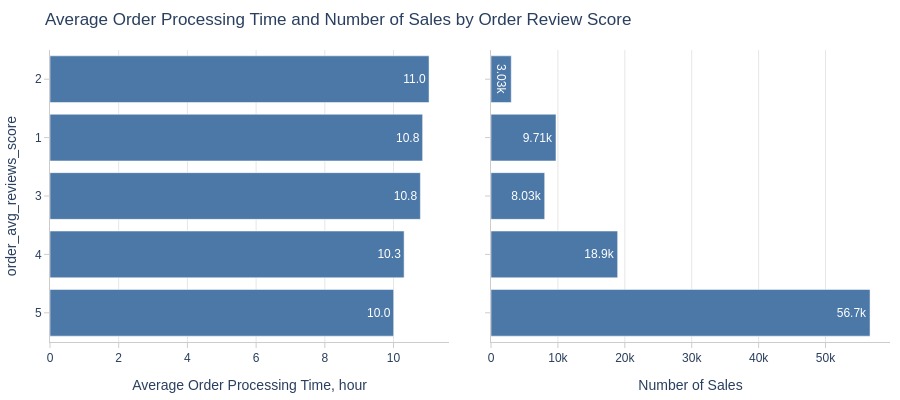 Average Order Processing Time and Number of Sales by Order Review Score
order_avg_reviews_score
2
11.0
3.03k
1
10.8
9.71k
3
10.8
8.03k
4
10.3
18.9k
5
10.0
56.7k
0 2 4 6 8 10
0 10k 20k 30k 40k 50k
Average Order Processing Time, hour
Number of Sales